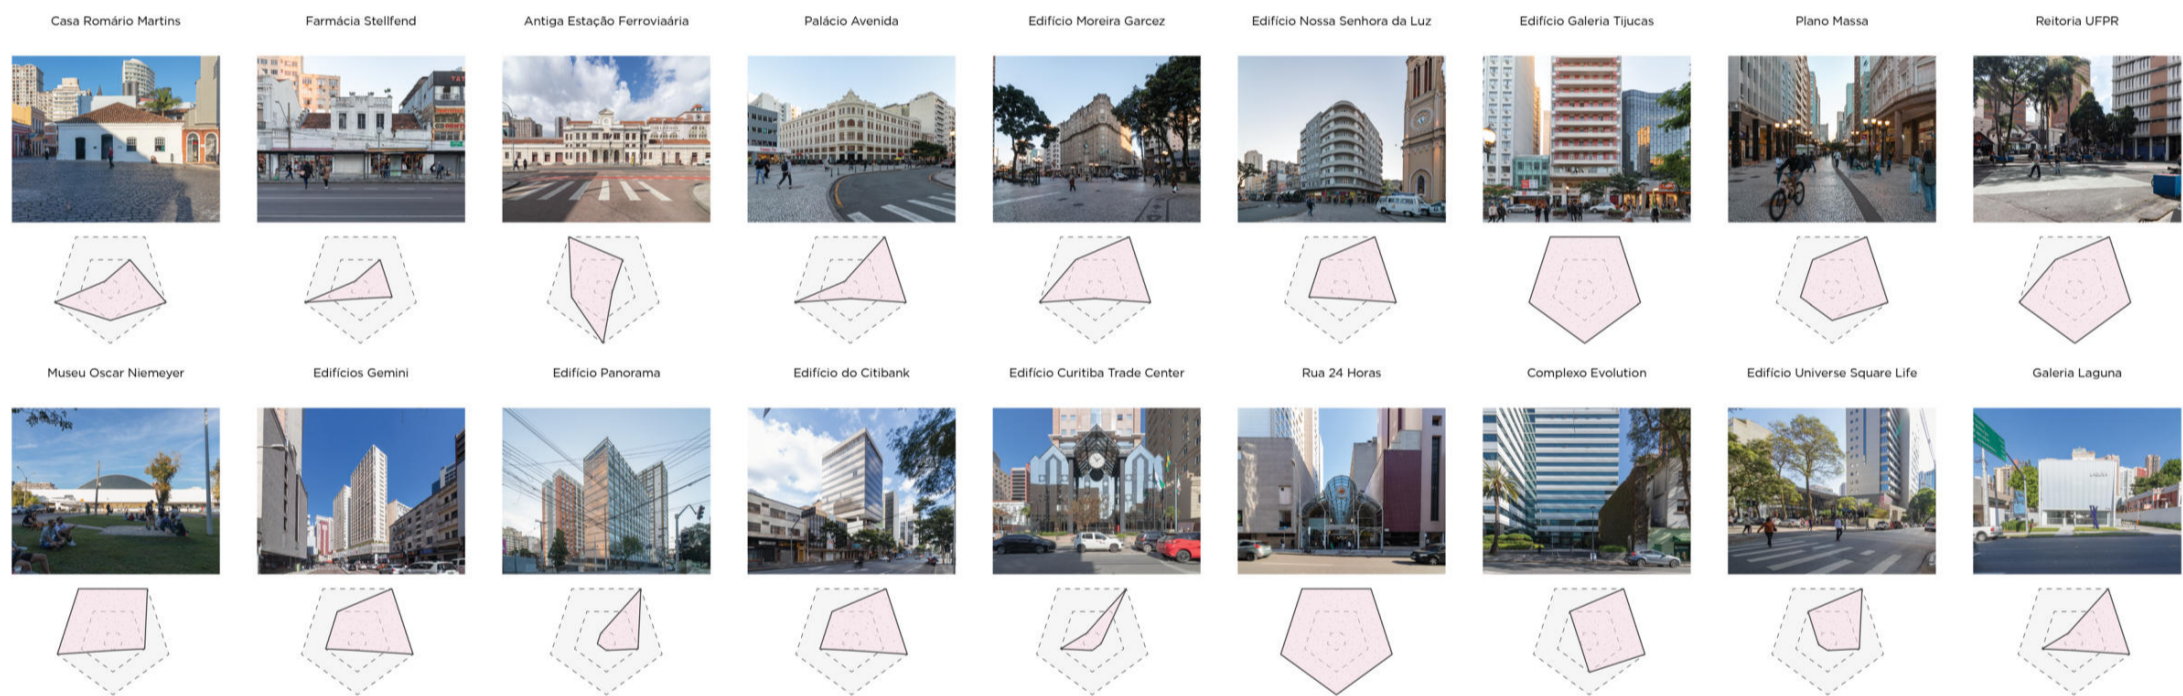 Casa Romário Martins
Farmácia Stellfend
Antiga Estação Ferroviaária
Palácio Avenida
Edifício Moreira Garcez
Edifício Nossa Senhora da Luz
Edifício Galeria Tijucas
Plano Massa
Reitoria UFPR
Museu Oscar Niemeyer
Edifícios Gemini
Edifício Panorama
Edifício do Citibank
Edifício Curitiba Trade Center
Rua 24 Horas
Complexo Evolution
Edifício Universe Square Life
Galeria Laguna